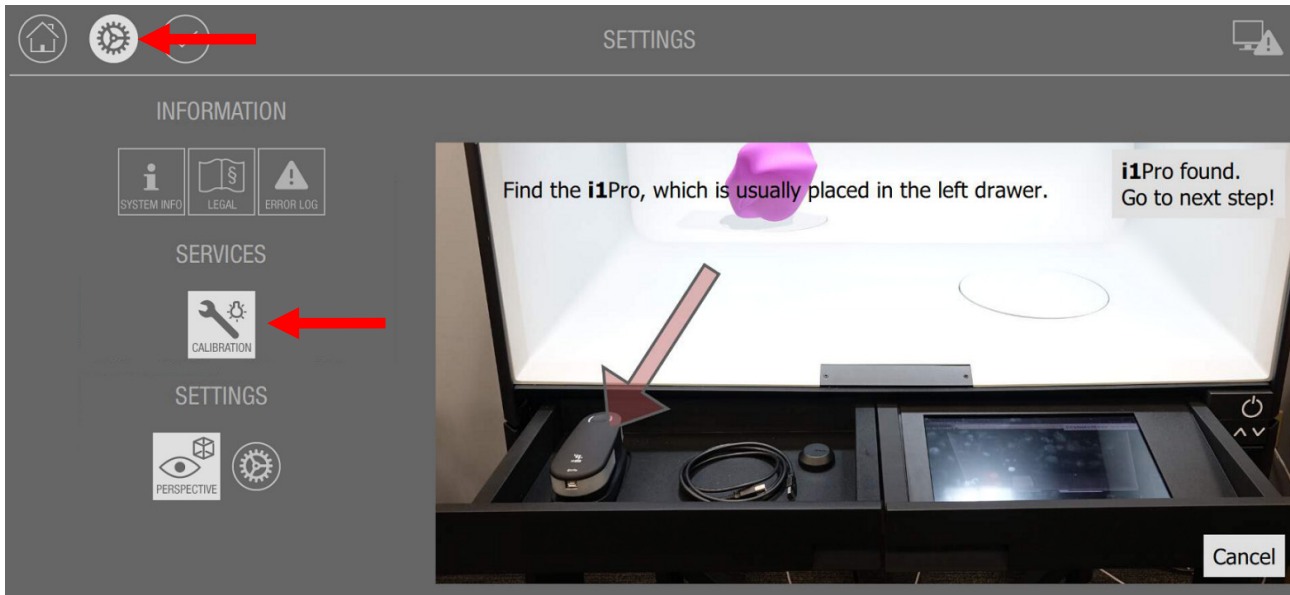 SETTINGS
INFORMATION
SYSTEM INFO
LEGAL
ERROR LOG
SERVICES
CALIBRATION
SETTINGS
PERSPECTIVE
Find the i1Pro, which is usually placed in the left drawer.
i1Pro found.
Go to next step!
Cancel